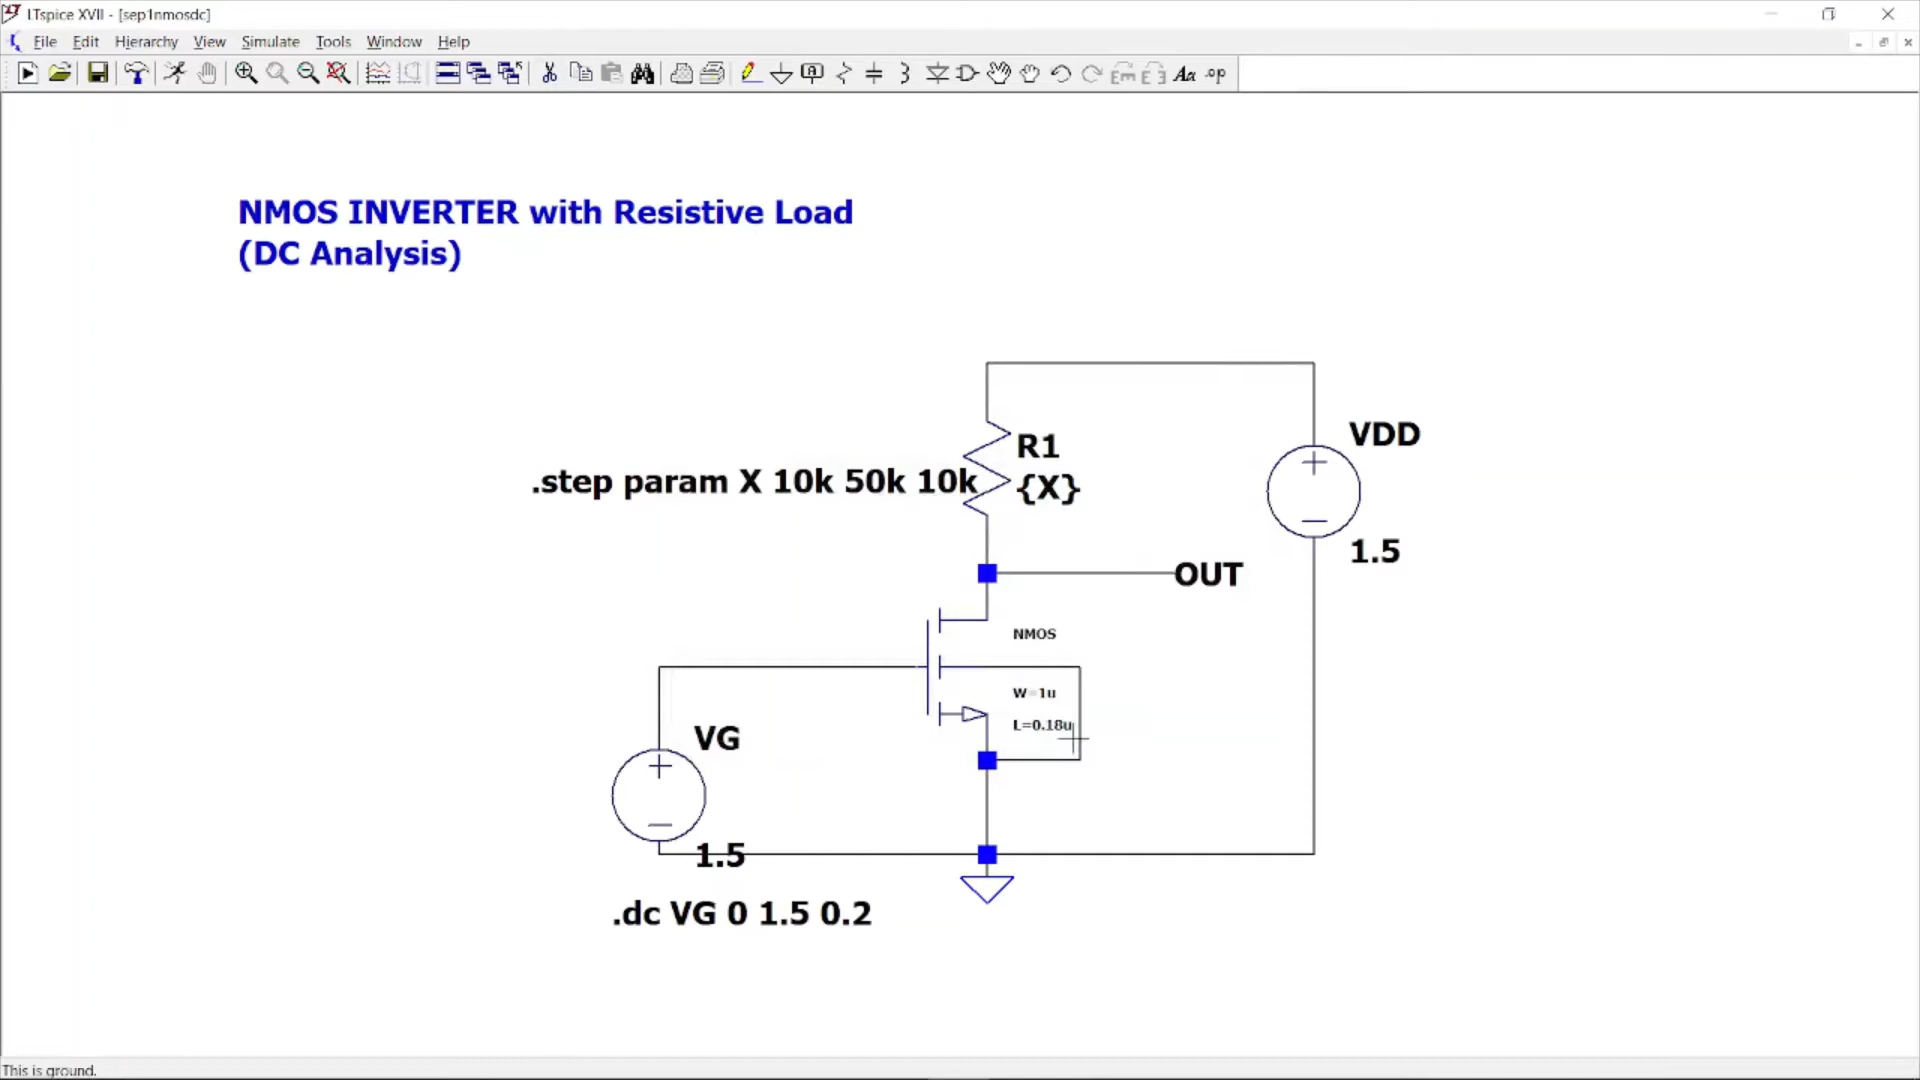 LTspice XVII - [sep1nmosdc]
File Edit Hierarchy View Simulate Tools Window Help
Aa .op
NMOS INVERTER with Resistive Load
(DC Analysis)
VDD
R1
.step param X 10k 50k 10k
{X}
1.5
OUT
NMOS
W=1u
L=0.18u
VG
1.5
.dc VG 0 1.5 0.2
This is ground.